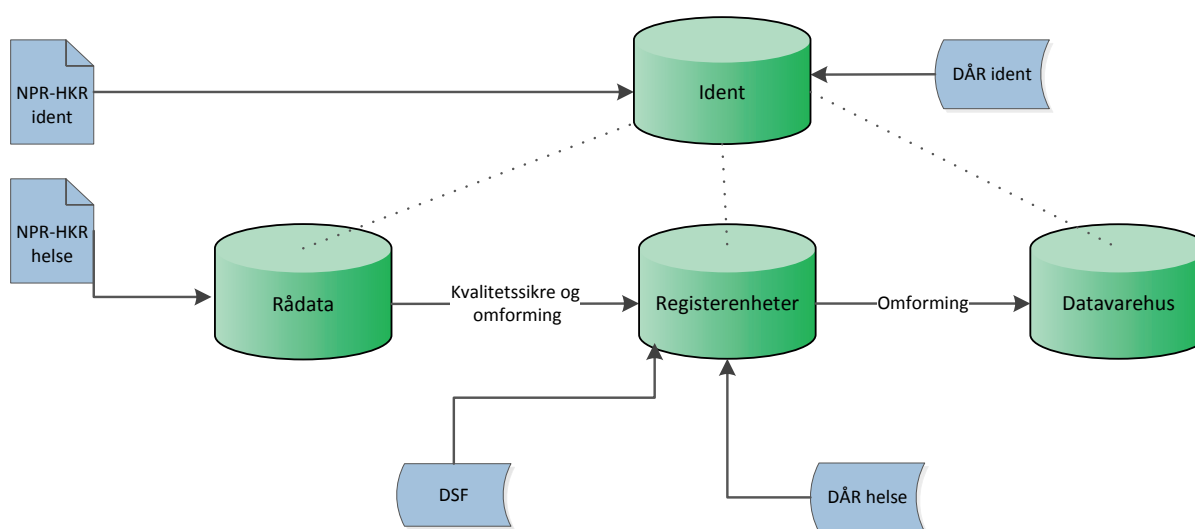 NPR-HKR
ident
Ident
DÅR ident
NPR-HKR
helse
Rådata
Kvalitetssikre og
omforming
Registerenheter
Omforming
Datavarehus
DSF
DÅR helse